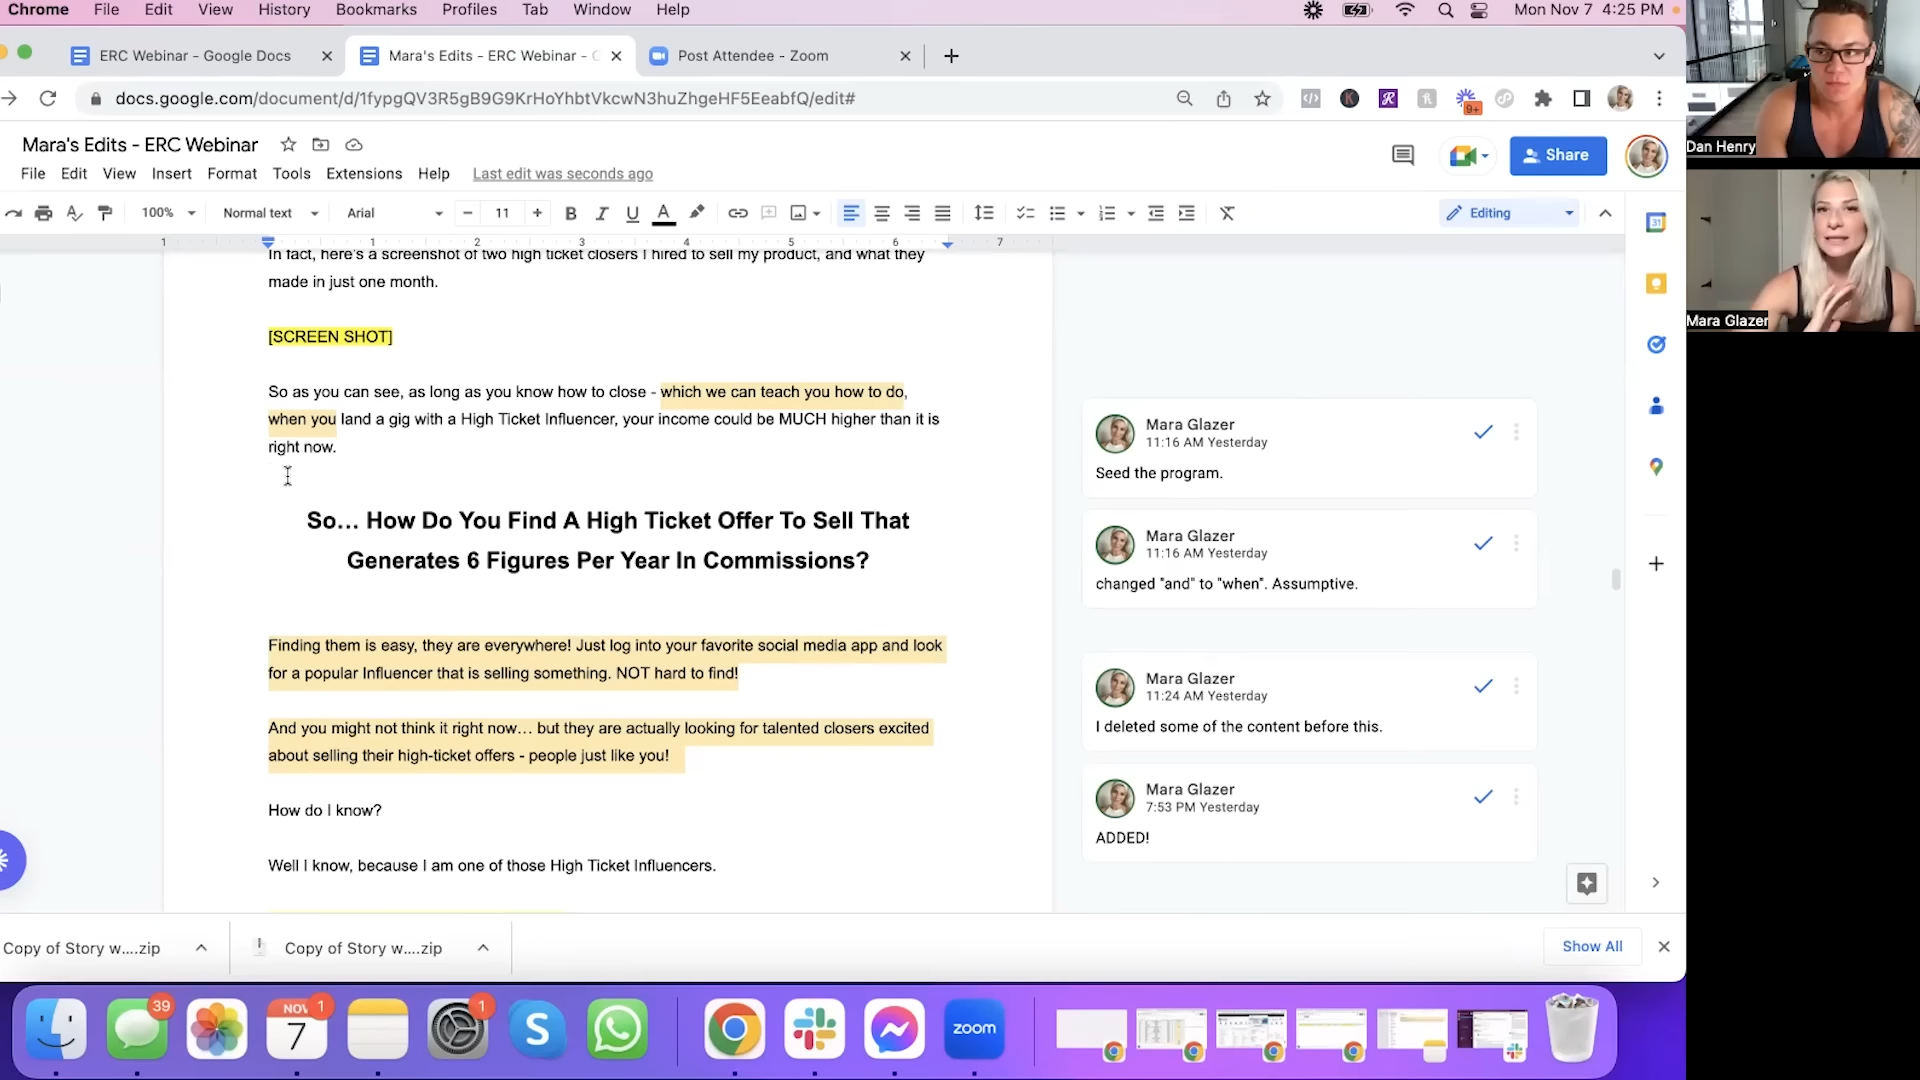 Chrome File Edit View History Bookmarks Profiles Tab Window Help Mon Nov 7 4:25 PM
ERC Webinar - Google Docs
Mara's Edits - ERC Webinar -
Post Attendee - Zoom
docs.google.com/document/d/1fypgQV3R5gB9G9KrHoYhbtVkcwN3huZhgeHF5EeabfQ/edit#
9+
Mara's Edits - ERC Webinar
Share
File Edit View Insert Format Tools Extensions Help Last edit was seconds ago
100% Normal text Arial 11 Editing
1 1 2 3 4 5 6 7
31
In fact, here's a screenshot of two high ticket closers I hired to sell my product, and what they
made in just one month.
[SCREEN SHOT]
So as you can see, as long as you know how to close - which we can teach you how to do,
when you land a gig with a High Ticket Influencer, your income could be MUCH higher than it is
right now.
So… How Do You Find A High Ticket Offer To Sell That
Generates 6 Figures Per Year In Commissions?
Finding them is easy, they are everywhere! Just log into your favorite social media app and look
for a popular Influencer that is selling something. NOT hard to find!
And you might not think it right now… but they are actually looking for talented closers excited
about selling their high-ticket offers - people just like you!
How do I know?
Well I know, because I am one of those High Ticket Influencers.
Mara Glazer
11:16 AM Yesterday
Seed the program.
Mara Glazer
11:16 AM Yesterday
changed "and" to "when". Assumptive.
Mara Glazer
11:24 AM Yesterday
I deleted some of the content before this.
Mara Glazer
7:53 PM Yesterday
ADDED!
Copy of Story w....zip
Copy of Story w....zip
Show All
39
NOV
7
1
1
zoom
Dan Henry
Mara Glazer